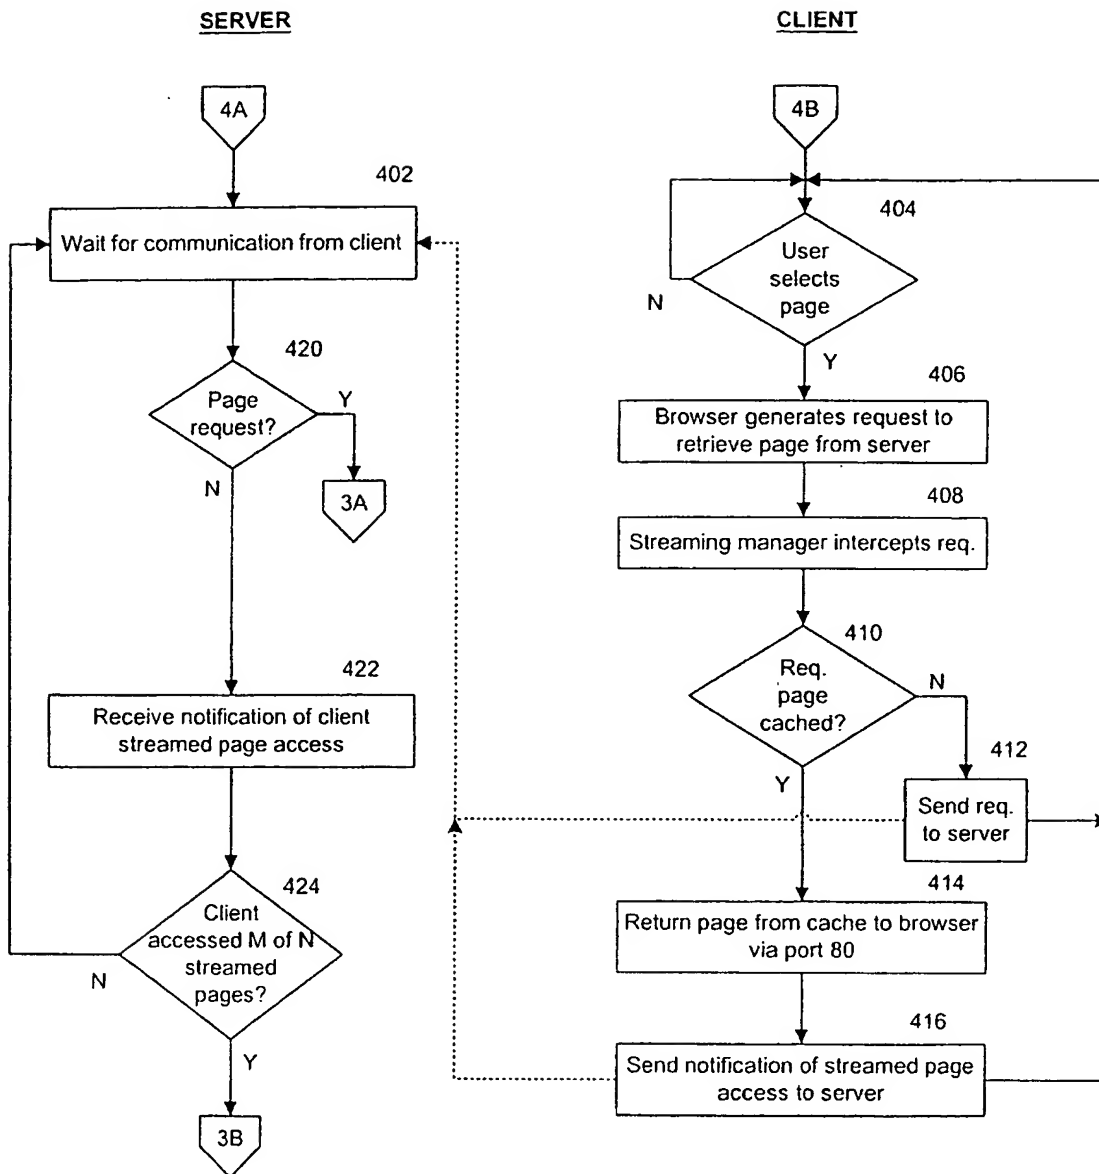 SERVER
4A
402
Wait for communication from client
420
Page
request?
Y
N
3A
422
Receive notification of client
streamed page access
424
Client
accessed M of N
streamed
pages?
N
Y
3B
CLIENT
4B
404
User
selects
page
N
Y
406
Browser generates request to
retrieve page from server
408
Streaming manager intercepts req.
410
Req.
page
cached?
N
Y
412
Send req.
to server
414
Return page from cache to browser
via port 80
416
Send notification of streamed page
access to server